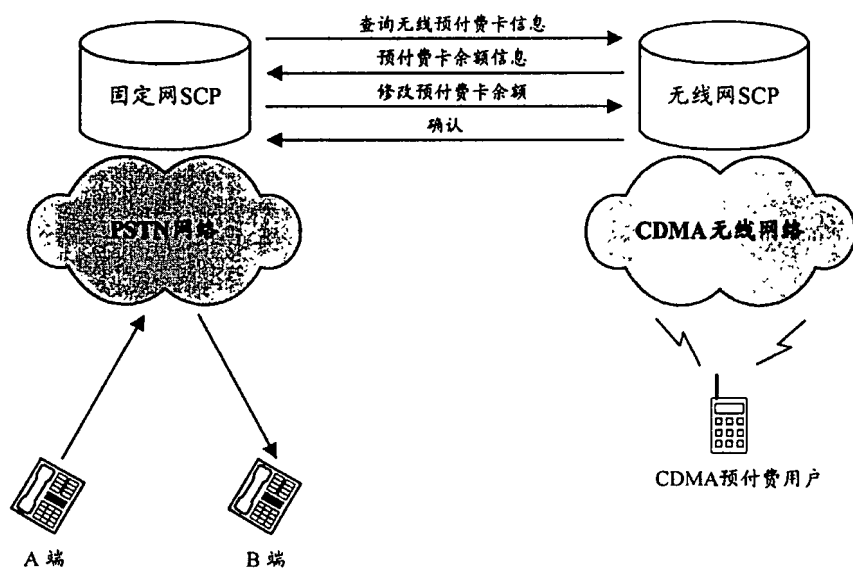 查询无线预付费卡信息
预付费卡余额信息
修改预付费卡余额
确认
固定网SCP
无线网SCP
PSTN网络
CDMA无线网络
CDMA预付费用户
A 端
B 端